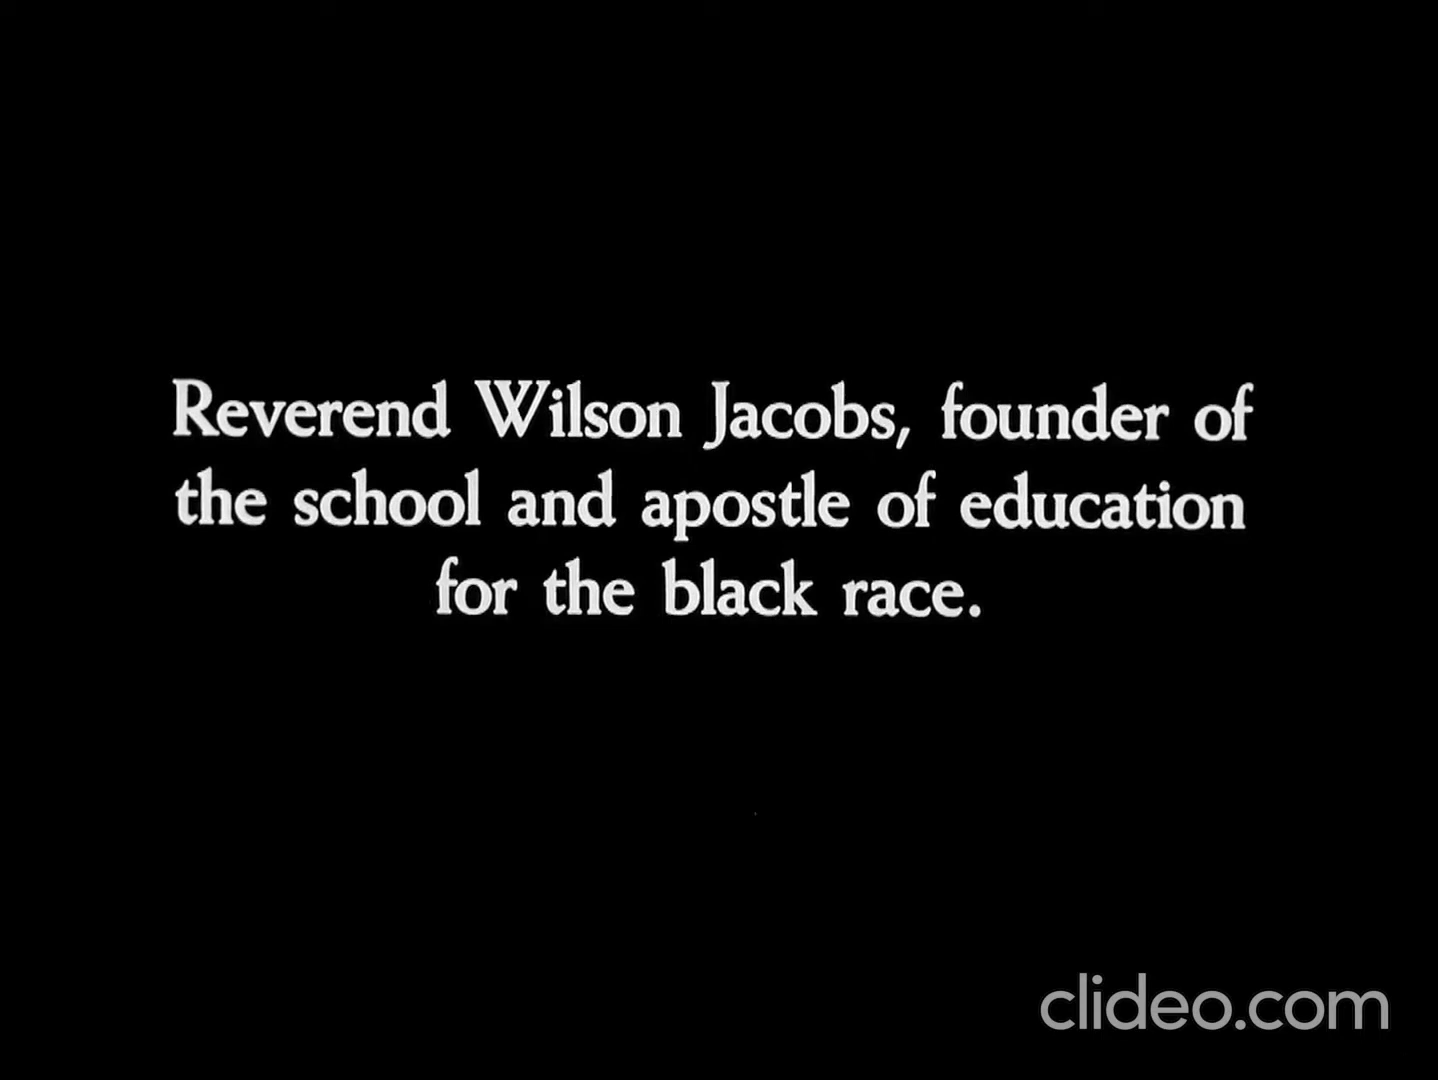 Reverend Wilson Jacobs, founder of
the school and apostle of education
for the black race.
clideo.com